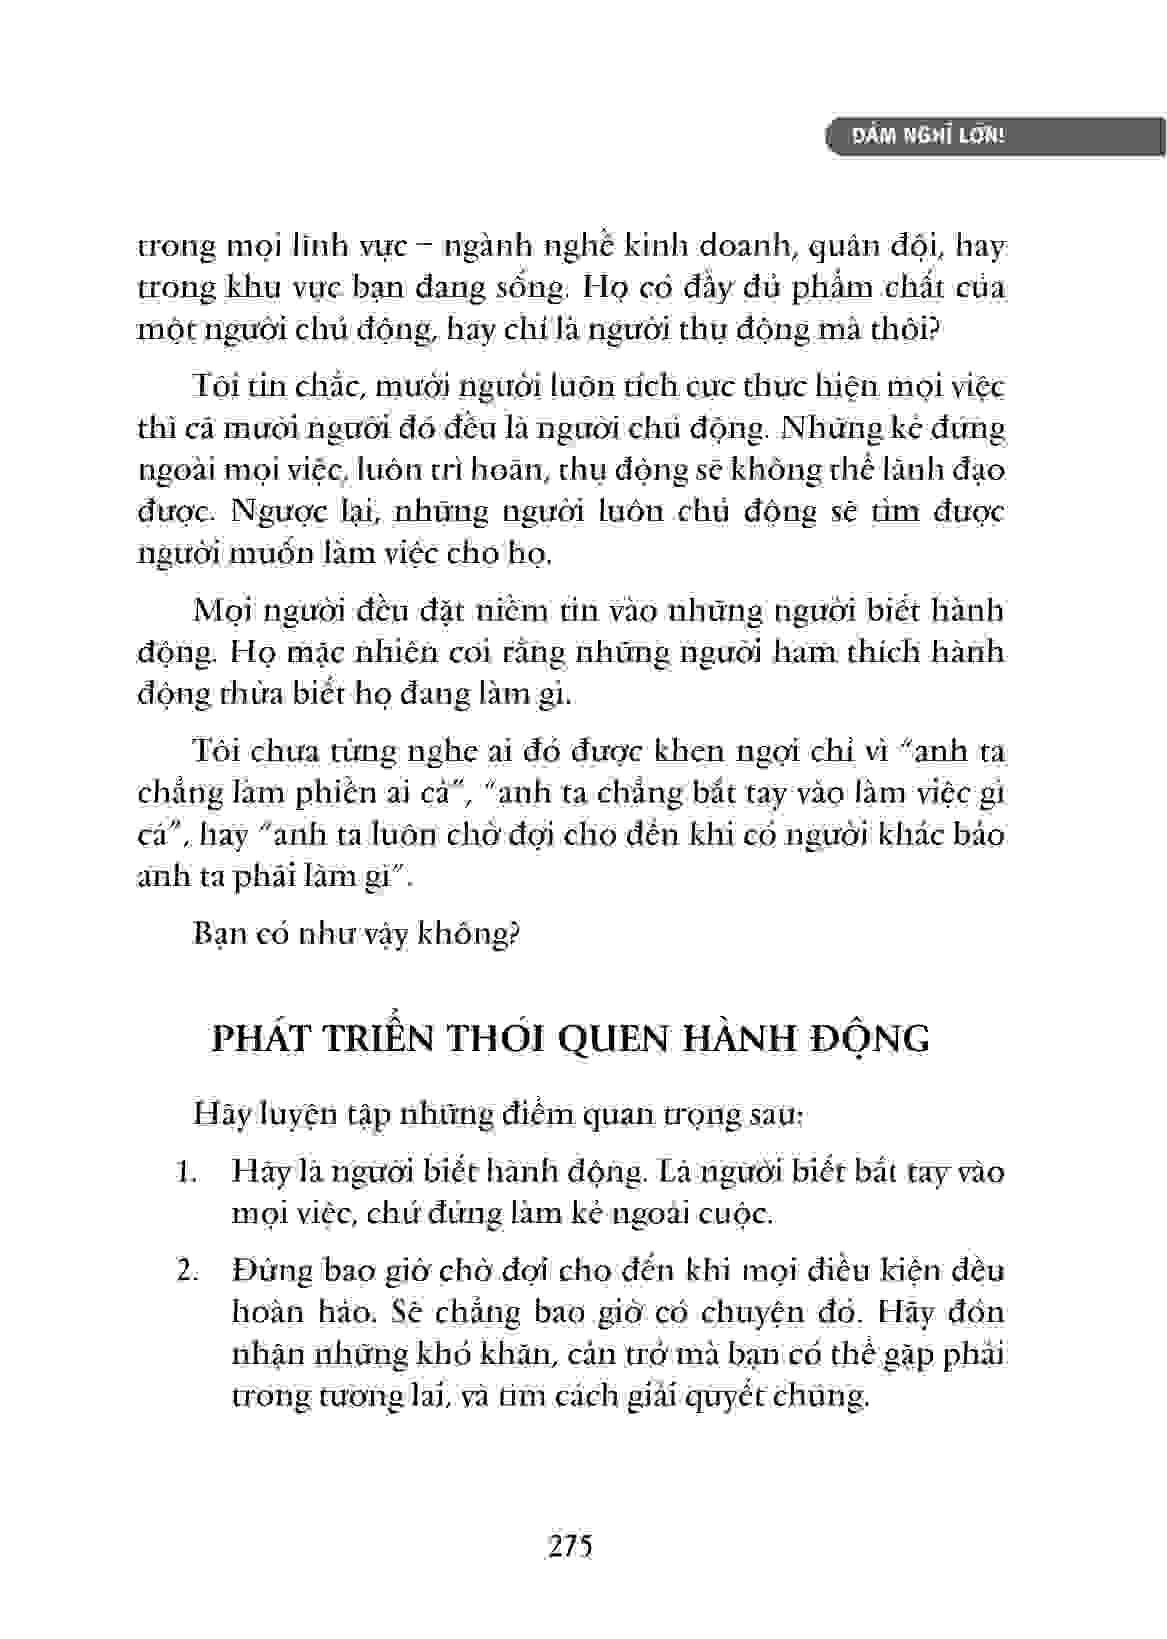 DÁM NGHĨ LỚN!
trong mọi lĩnh vực – ngành nghề kinh doanh, quân đội, hay
trong khu vực bạn đang sống. Họ có đầy đủ phẩm chất của
một người chủ động, hay chỉ là người thụ động mà thôi?
Tôi tin chắc, mười người luôn tích cực thực hiện mọi việc
thì cả mười người đó đều là người chủ động. Những kẻ đứng
ngoài mọi việc, luôn trì hoãn, thụ động sẽ không thể lãnh đạo
được. Ngược lại, những người luôn chủ động sẽ tìm được
người muốn làm việc cho họ.
Mọi người đều đặt niềm tin vào những người biết hành
động. Họ mặc nhiên coi rằng những người ham thích hành
động thừa biết họ đang làm gì.
Tôi chưa từng nghe ai đó được khen ngợi chỉ vì “anh ta
chẳng làm phiền ai cả”, “anh ta chẳng bắt tay vào làm việc gì
cả”, hay “anh ta luôn chờ đợi cho đến khi có người khác bảo
anh ta phải làm gì”.
Bạn có như vậy không?
PHÁT TRIỂN THÓI QUEN HÀNH ĐỘNG
Hãy luyện tập những điểm quan trọng sau:
1. Hãy là người biết hành động. Là người biết bắt tay vào
mọi việc, chứ đừng làm kẻ ngoài cuộc.
2. Đừng bao giờ chờ đợi cho đến khi mọi điều kiện đều
hoàn hảo. Sẽ chẳng bao giờ có chuyện đó. Hãy đón
nhận những khó khăn, cản trở mà bạn có thể gặp phải
trong tương lai, và tìm cách giải quyết chúng.
275